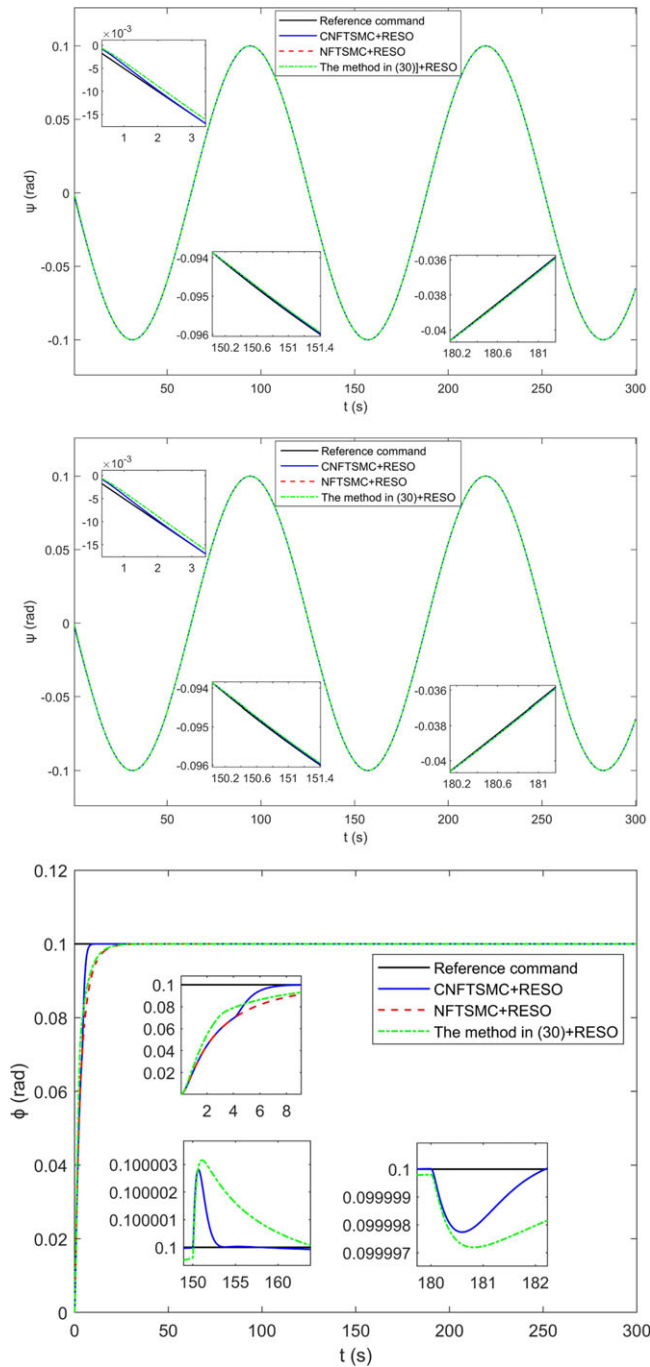 Reference command
CNFTSMC+RESO
NFTSMC+RESO
The method in (30)]+RESO
×10⁻³
0
-5
-10
-15
1 2 3
0.1
0.05
0
-0.05
-0.1
ψ (rad)
-0.094
-0.095
-0.096
150.2 150.6 151 151.4
-0.036
-0.038
-0.04
180.2 180.6 181
50 100 150 200 250 300
t (s)
Reference command
CNFTSMC+RESO
NFTSMC+RESO
The method in (30)+RESO
×10⁻³
0
-5
-10
-15
1 2 3
0.1
0.05
0
-0.05
-0.1
ψ (rad)
-0.094
-0.095
-0.096
150.2 150.6 151 151.4
-0.036
-0.038
-0.04
180.2 180.6 181
50 100 150 200 250 300
t (s)
0.12
0.1
0.08
0.06
0.04
0.02
0
ϕ (rad)
Reference command
CNFTSMC+RESO
NFTSMC+RESO
The method in (30)+RESO
0.1
0.08
0.06
0.04
0.02
2 4 6 8
0.100003
0.100002
0.100001
0.1
150 155 160
0.1
0.099999
0.099998
0.099997
180 181 182
0 50 100 150 200 250 300
t (s)